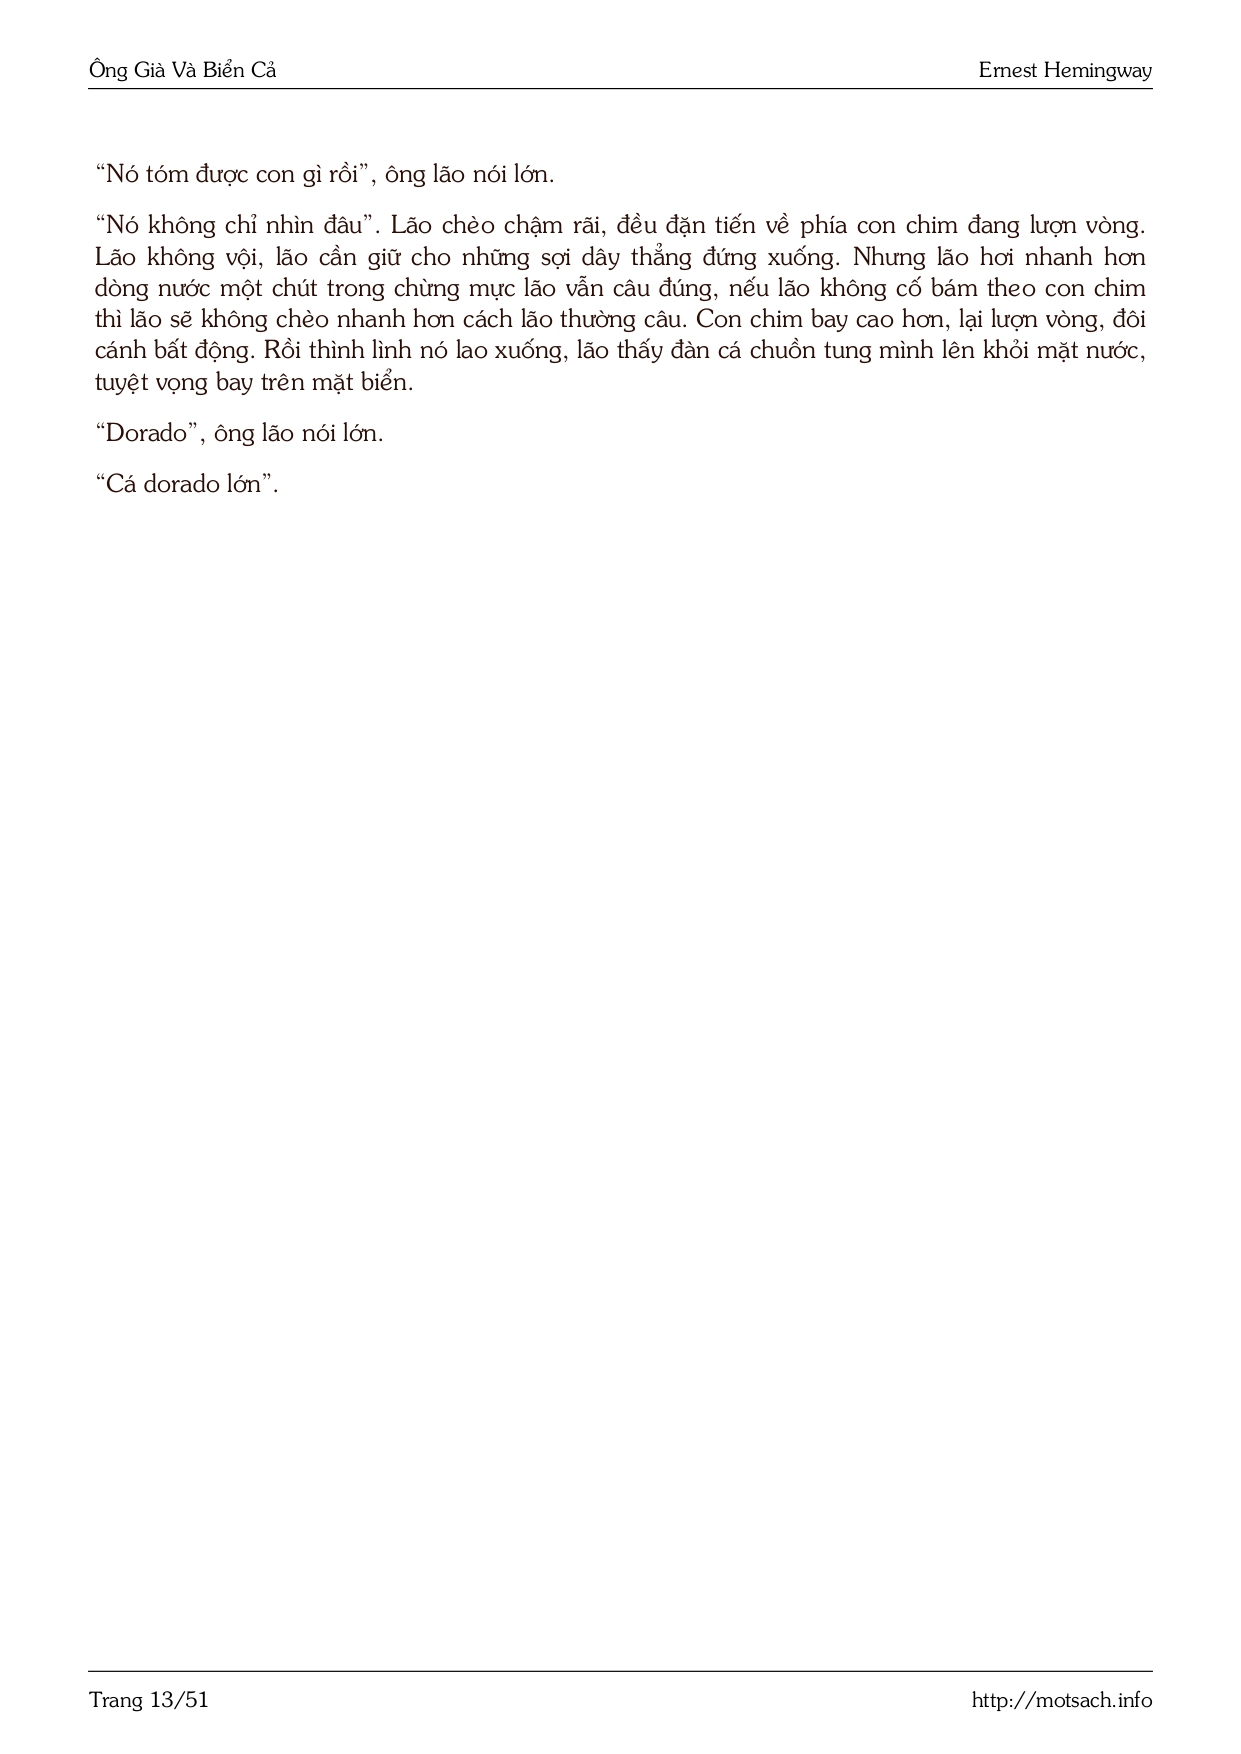 Ông Già Và Biển Cả
Ernest Hemingway
“Nó tóm được con gì rồi”, ông lão nói lớn.
“Nó không chỉ nhìn đâu”. Lão chèo chậm rãi, đều đặn tiến về phía con chim đang lượn vòng.
Lão không vội, lão cần giữ cho những sợi dây thẳng đứng xuống. Nhưng lão hơi nhanh hơn
dòng nước một chút trong chừng mực lão vẫn câu đúng, nếu lão không cố bám theo con chim
thì lão sẽ không chèo nhanh hơn cách lão thường câu. Con chim bay cao hơn, lại lượn vòng, đôi
cánh bất động. Rồi thình lình nó lao xuống, lão thấy đàn cá chuồn tung mình lên khỏi mặt nước,
tuyệt vọng bay trên mặt biển.
“Dorado”, ông lão nói lớn.
“Cá dorado lớn”.
Trang 13/51
http://motsach.info